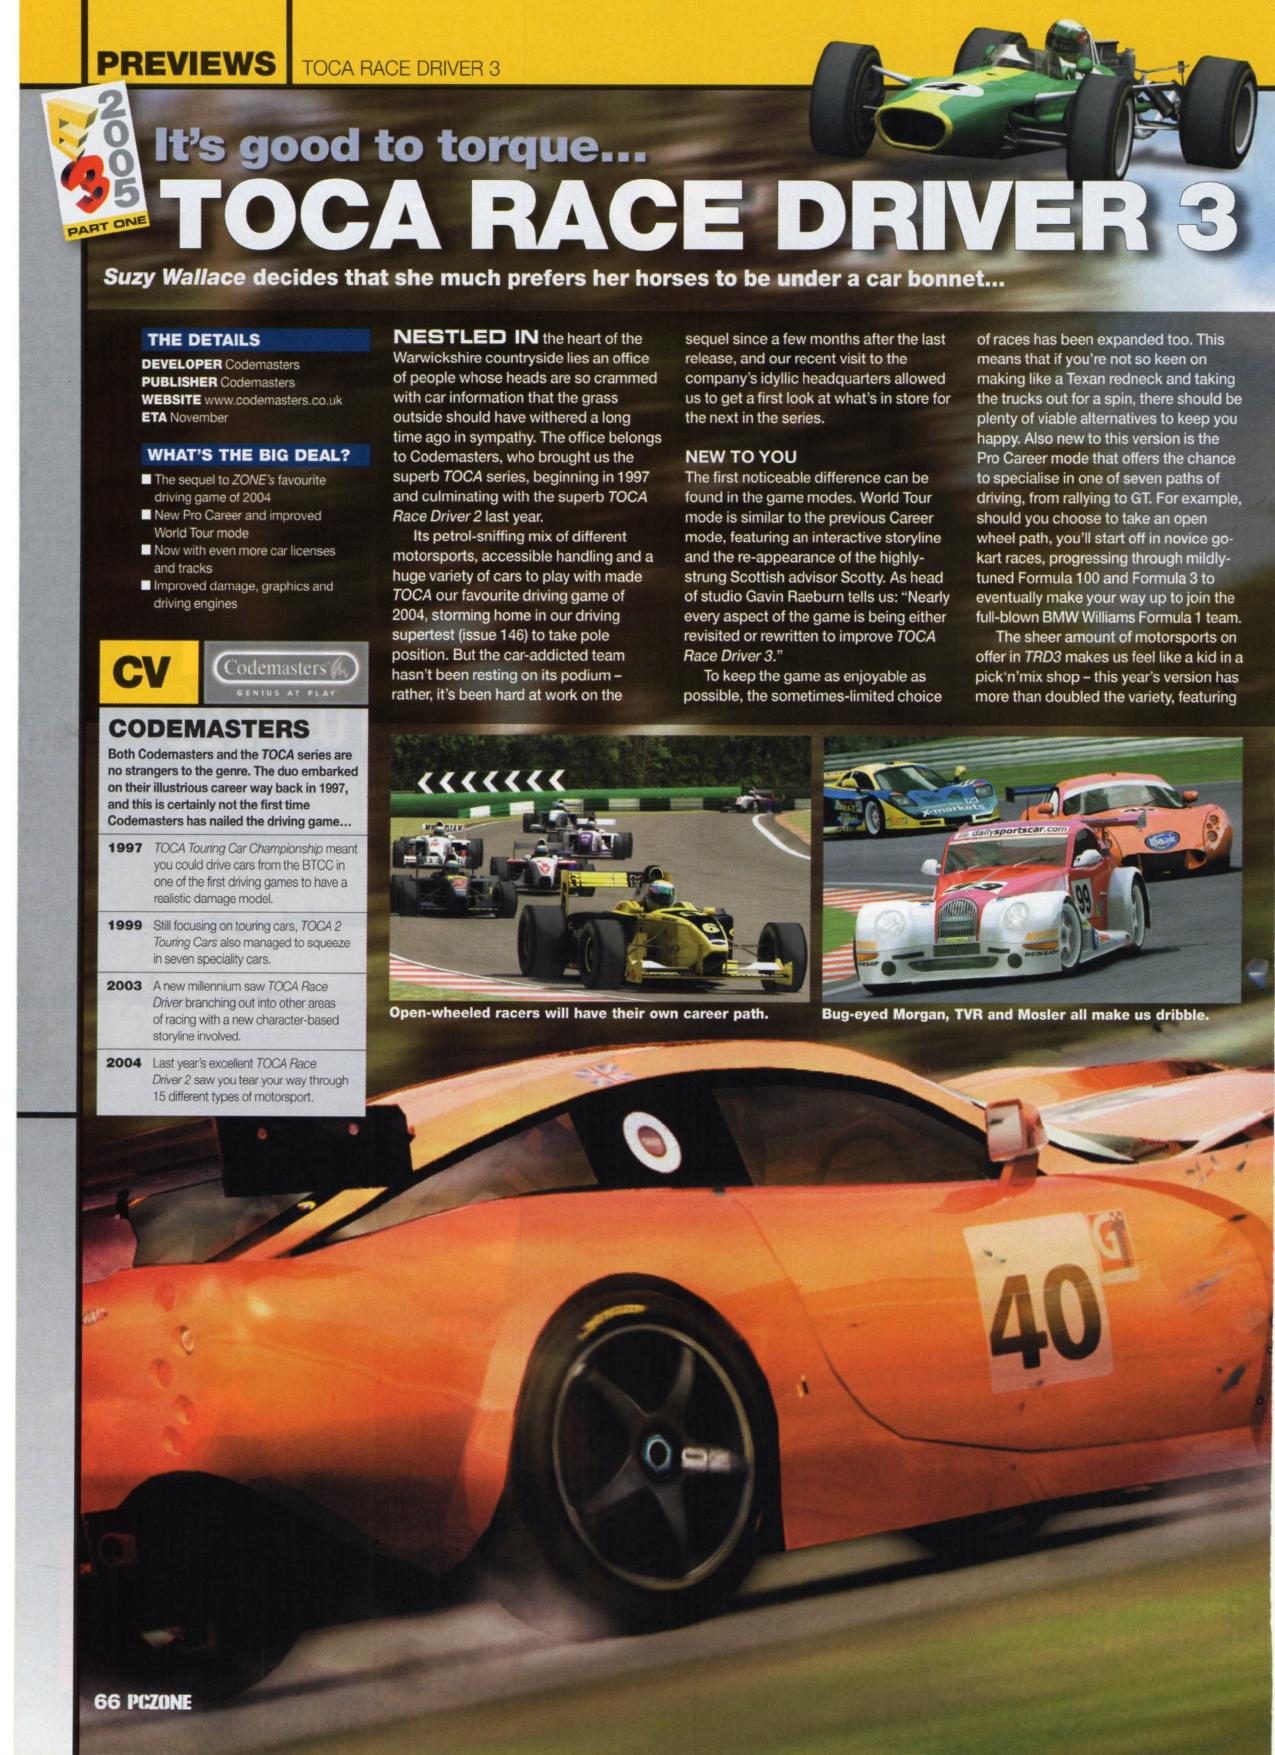 PREVIEWS TOCA RACE DRIVER 3
E3 2005
PART ONE
It's good to torque...
TOCA RACE DRIVER 3
Suzy Wallace decides that she much prefers her horses to be under a car bonnet...
THE DETAILS
DEVELOPER Codemasters
PUBLISHER Codemasters
WEBSITE www.codemasters.co.uk
ETA November
WHAT'S THE BIG DEAL?
The sequel to ZONE's favourite
driving game of 2004
New Pro Career and improved
World Tour mode
Now with even more car licenses
and tracks
Improved damage, graphics and
driving engines
CV
Codemasters
GENIUS AT PLAY
CODEMASTERS
Both Codemasters and the TOCA series are
no strangers to the genre. The duo embarked
on their illustrious career way back in 1997,
and this is certainly not the first time
Codemasters has nailed the driving game...
1997 TOCA Touring Car Championship meant
you could drive cars from the BTCC in
one of the first driving games to have a
realistic damage model.
1999 Still focusing on touring cars, TOCA 2
Touring Cars also managed to squeeze
in seven speciality cars.
2003 A new millennium saw TOCA Race
Driver branching out into other areas
of racing with a new character-based
storyline involved.
2004 Last year's excellent TOCA Race
Driver 2 saw you tear your way through
15 different types of motorsport.
NESTLED IN the heart of the
Warwickshire countryside lies an office
of people whose heads are so crammed
with car information that the grass
outside should have withered a long
time ago in sympathy. The office belongs
to Codemasters, who brought us the
superb TOCA series, beginning in 1997
and culminating with the superb TOCA
Race Driver 2 last year.
Its petrol-sniffing mix of different
motorsports, accessible handling and a
huge variety of cars to play with made
TOCA our favourite driving game of
2004, storming home in our driving
supertest (issue 146) to take pole
position. But the car-addicted team
hasn't been resting on its podium –
rather, it's been hard at work on the
sequel since a few months after the last
release, and our recent visit to the
company's idyllic headquarters allowed
us to get a first look at what's in store for
the next in the series.
NEW TO YOU
The first noticeable difference can be
found in the game modes. World Tour
mode is similar to the previous Career
mode, featuring an interactive storyline
and the re-appearance of the highly-
strung Scottish advisor Scotty. As head
of studio Gavin Raeburn tells us: "Nearly
every aspect of the game is being either
revisited or rewritten to improve TOCA
Race Driver 3."
To keep the game as enjoyable as
possible, the sometimes-limited choice
of races has been expanded too. This
means that if you're not so keen on
making like a Texan redneck and taking
the trucks out for a spin, there should be
plenty of viable alternatives to keep you
happy. Also new to this version is the
Pro Career mode that offers the chance
to specialise in one of seven paths of
driving, from rallying to GT. For example,
should you choose to take an open
wheel path, you'll start off in novice go-
kart races, progressing through mildly-
tuned Formula 100 and Formula 3 to
eventually make your way up to join the
full-blown BMW Williams Formula 1 team.
The sheer amount of motorsports on
offer in TRD3 makes us feel like a kid in a
pick'n'mix shop – this year's version has
more than doubled the variety, featuring
Open-wheeled racers will have their own career path.
x-markets
dailysportscar.com
99
99
DUNLOP
Bug-eyed Morgan, TVR and Mosler all make us dribble.
GT
40
66 PCZONE